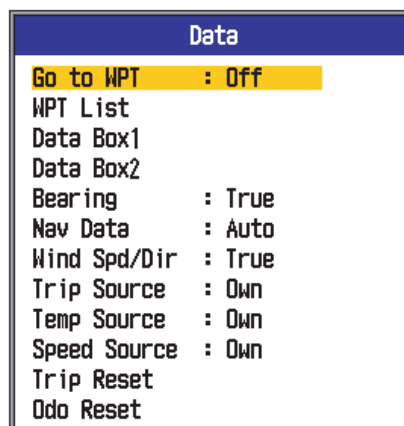 Data
Go to WPT : Off
WPT List
Data Box1
Data Box2
Bearing : True
Nav Data : Auto
Wind Spd/Dir : True
Trip Source : Own
Temp Source : Own
Speed Source : Own
Trip Reset
Odo Reset